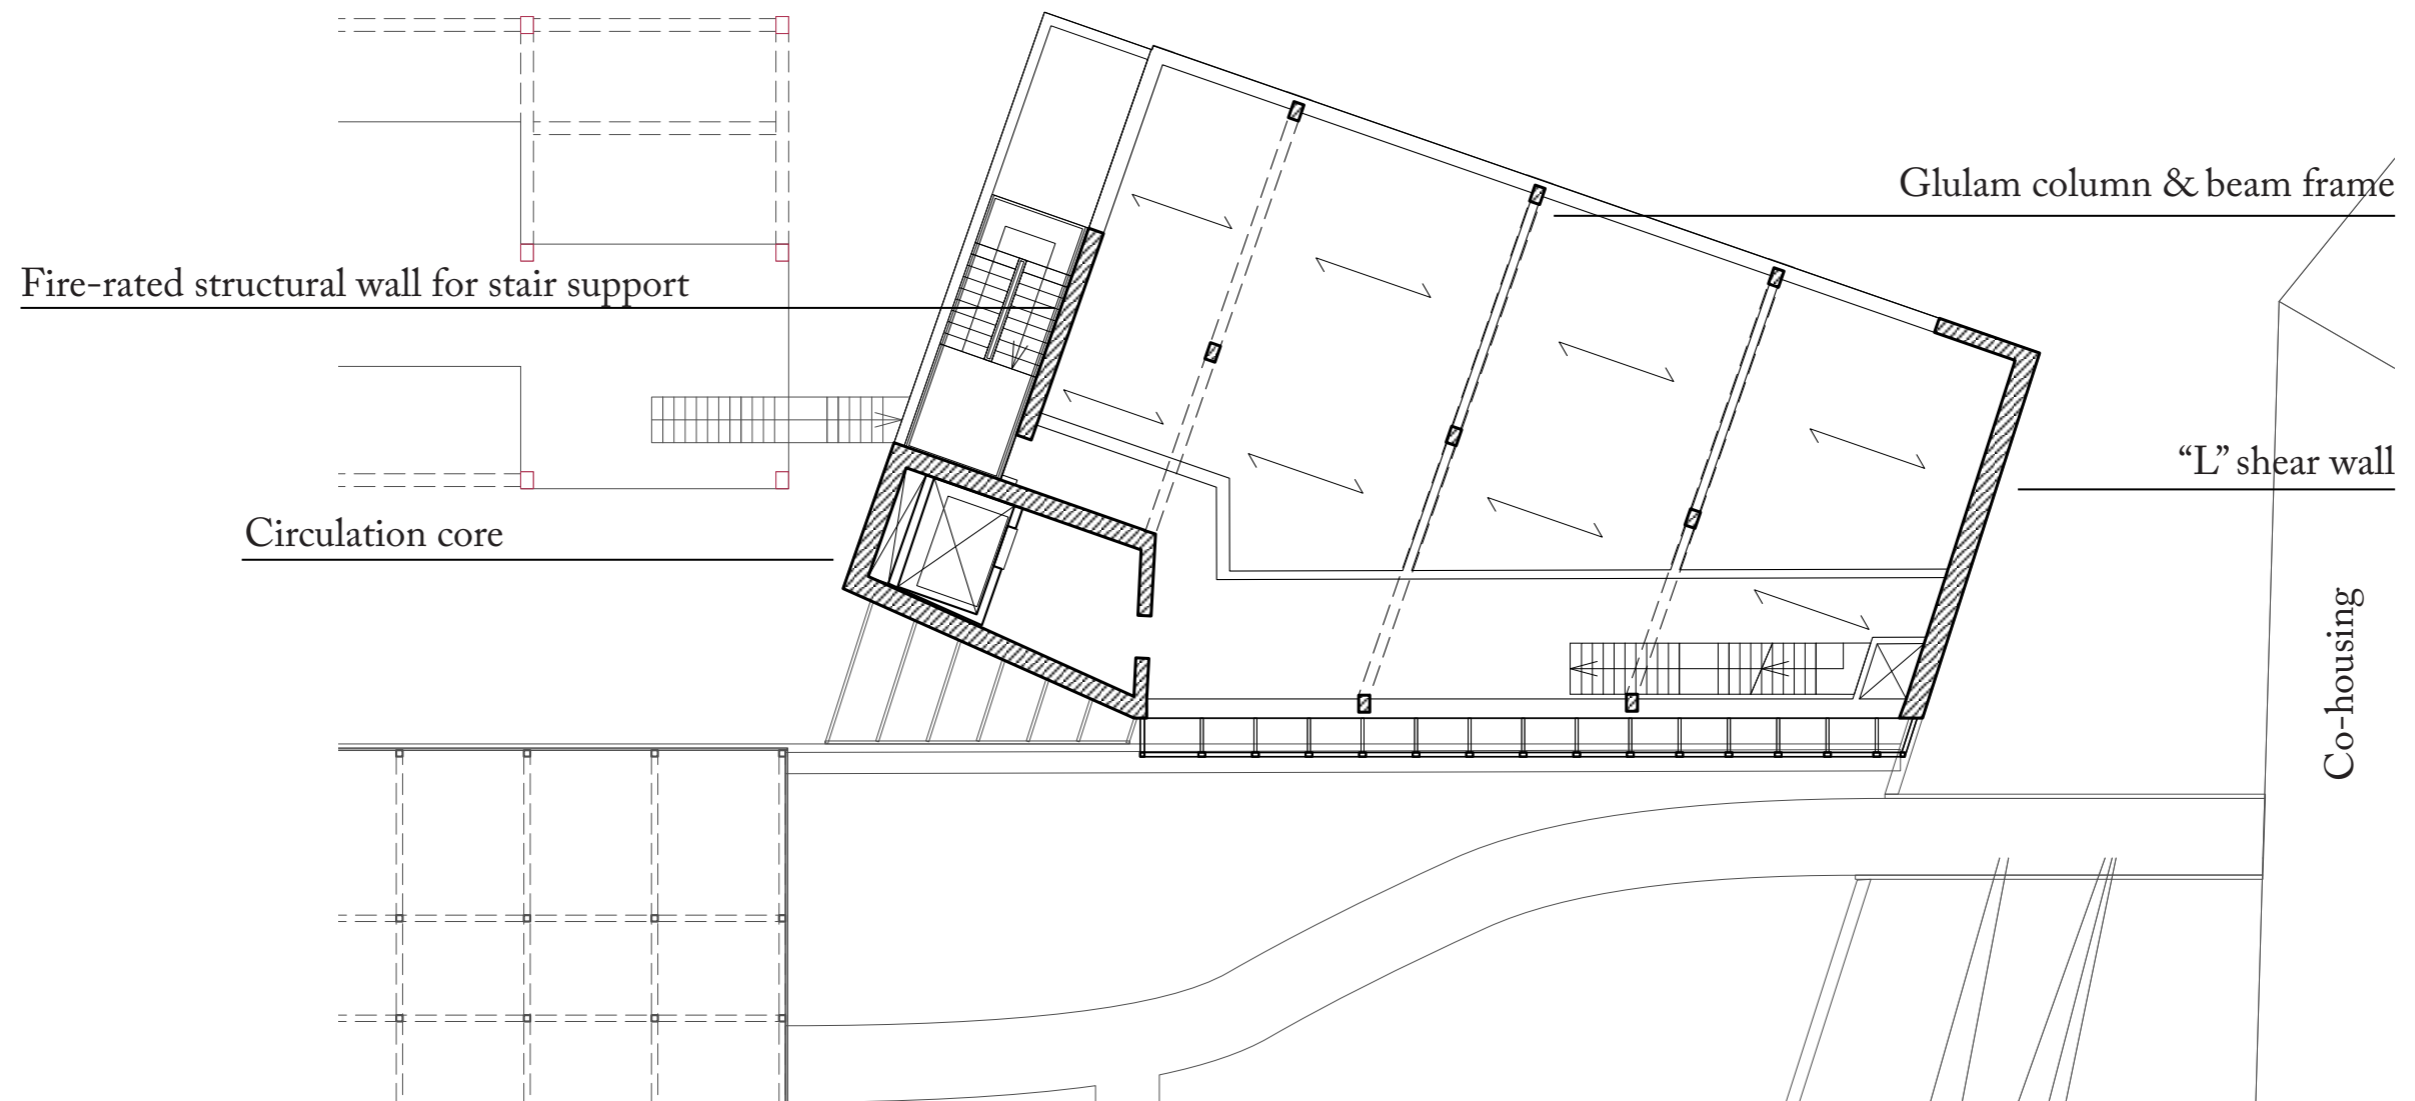 Glulam column & beam frame
Fire-rated structural wall for stair support
“L” shear wall
Circulation core
Co-housing